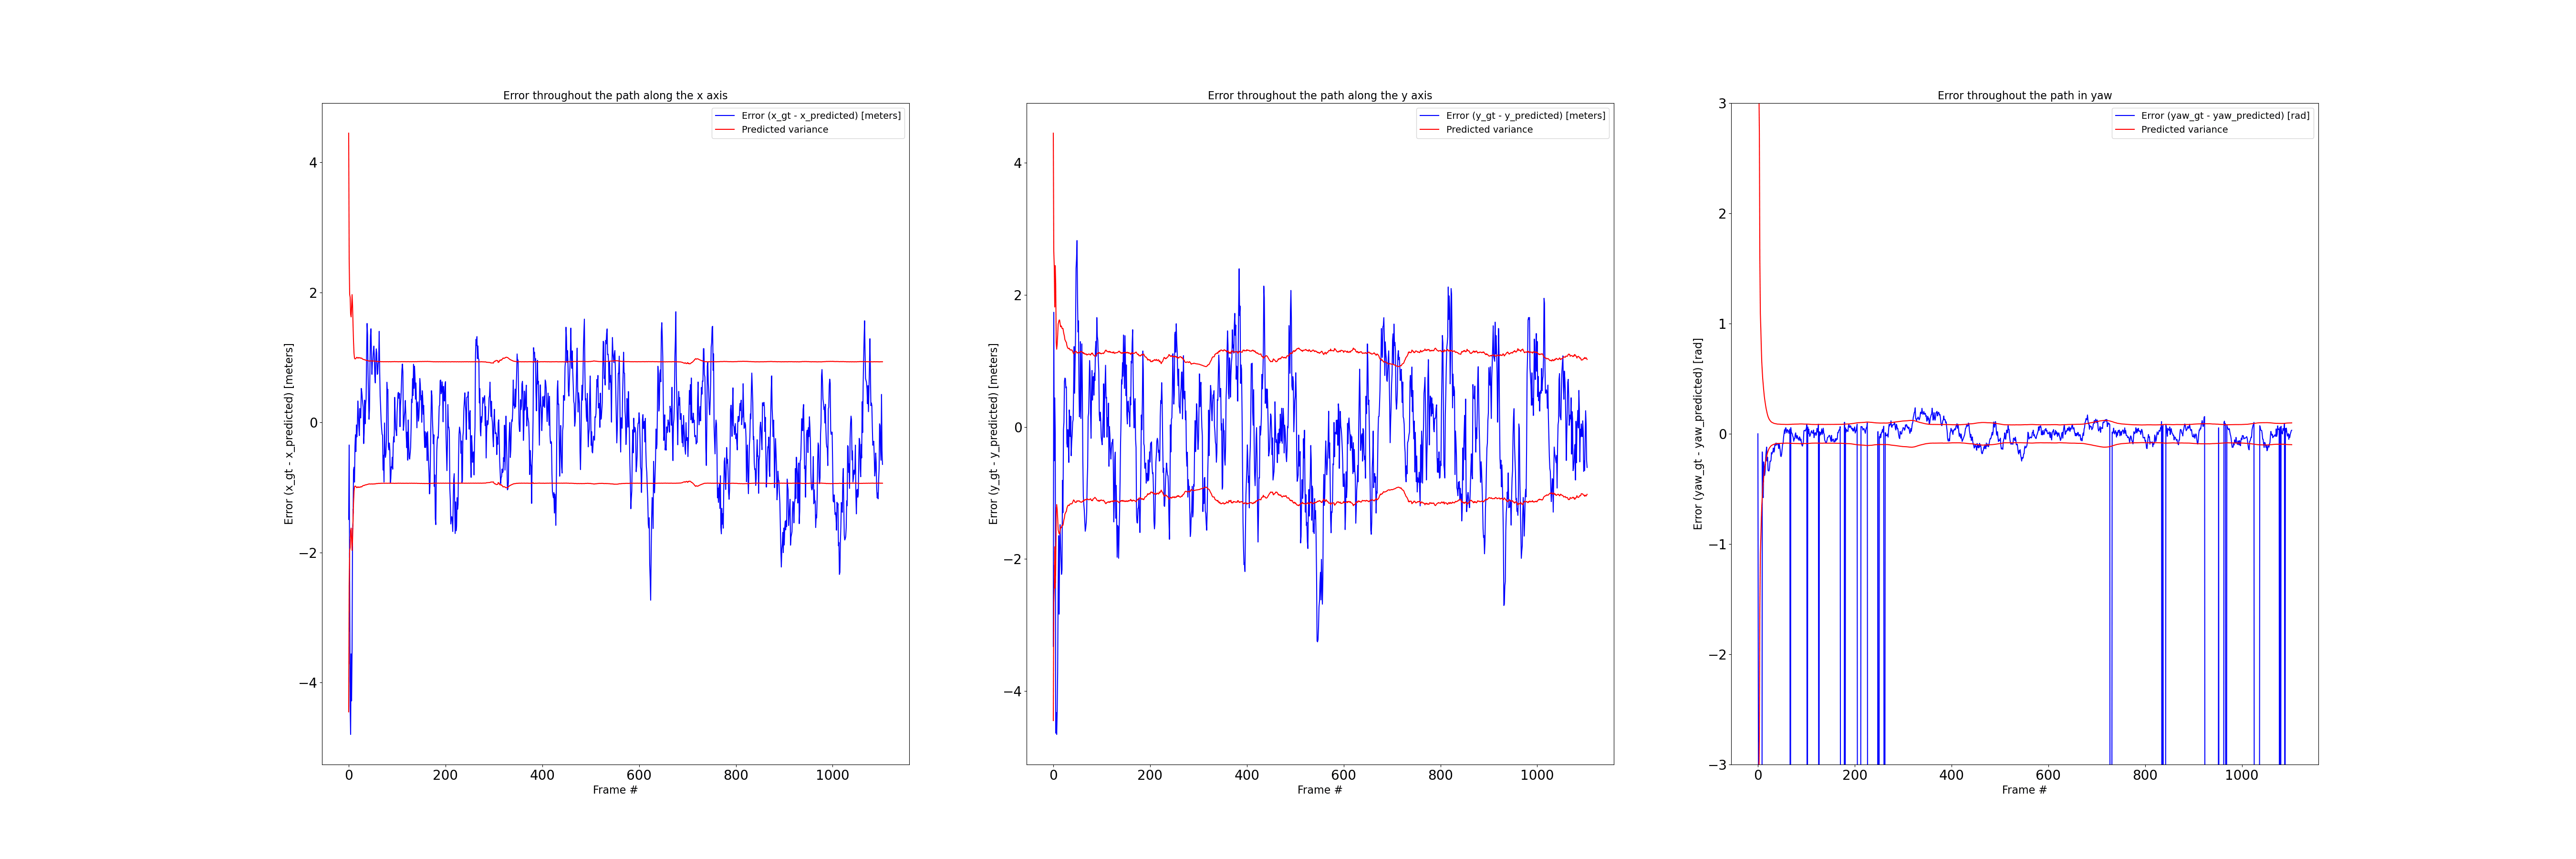 Error throughout the path along the x axis
Error (x_gt - x_predicted) [meters]
Predicted variance
Error (x_gt - x_predicted) [meters]
4
2
0
−2
−4
0 200 400 600 800 1000
Frame #
Error throughout the path along the y axis
Error (y_gt - y_predicted) [meters]
Predicted variance
Error (y_gt - y_predicted) [meters]
4
2
0
−2
−4
0 200 400 600 800 1000
Frame #
Error throughout the path in yaw
Error (yaw_gt - yaw_predicted) [rad]
Predicted variance
Error (yaw_gt - yaw_predicted) [rad]
3
2
1
0
−1
−2
−3
0 200 400 600 800 1000
Frame #